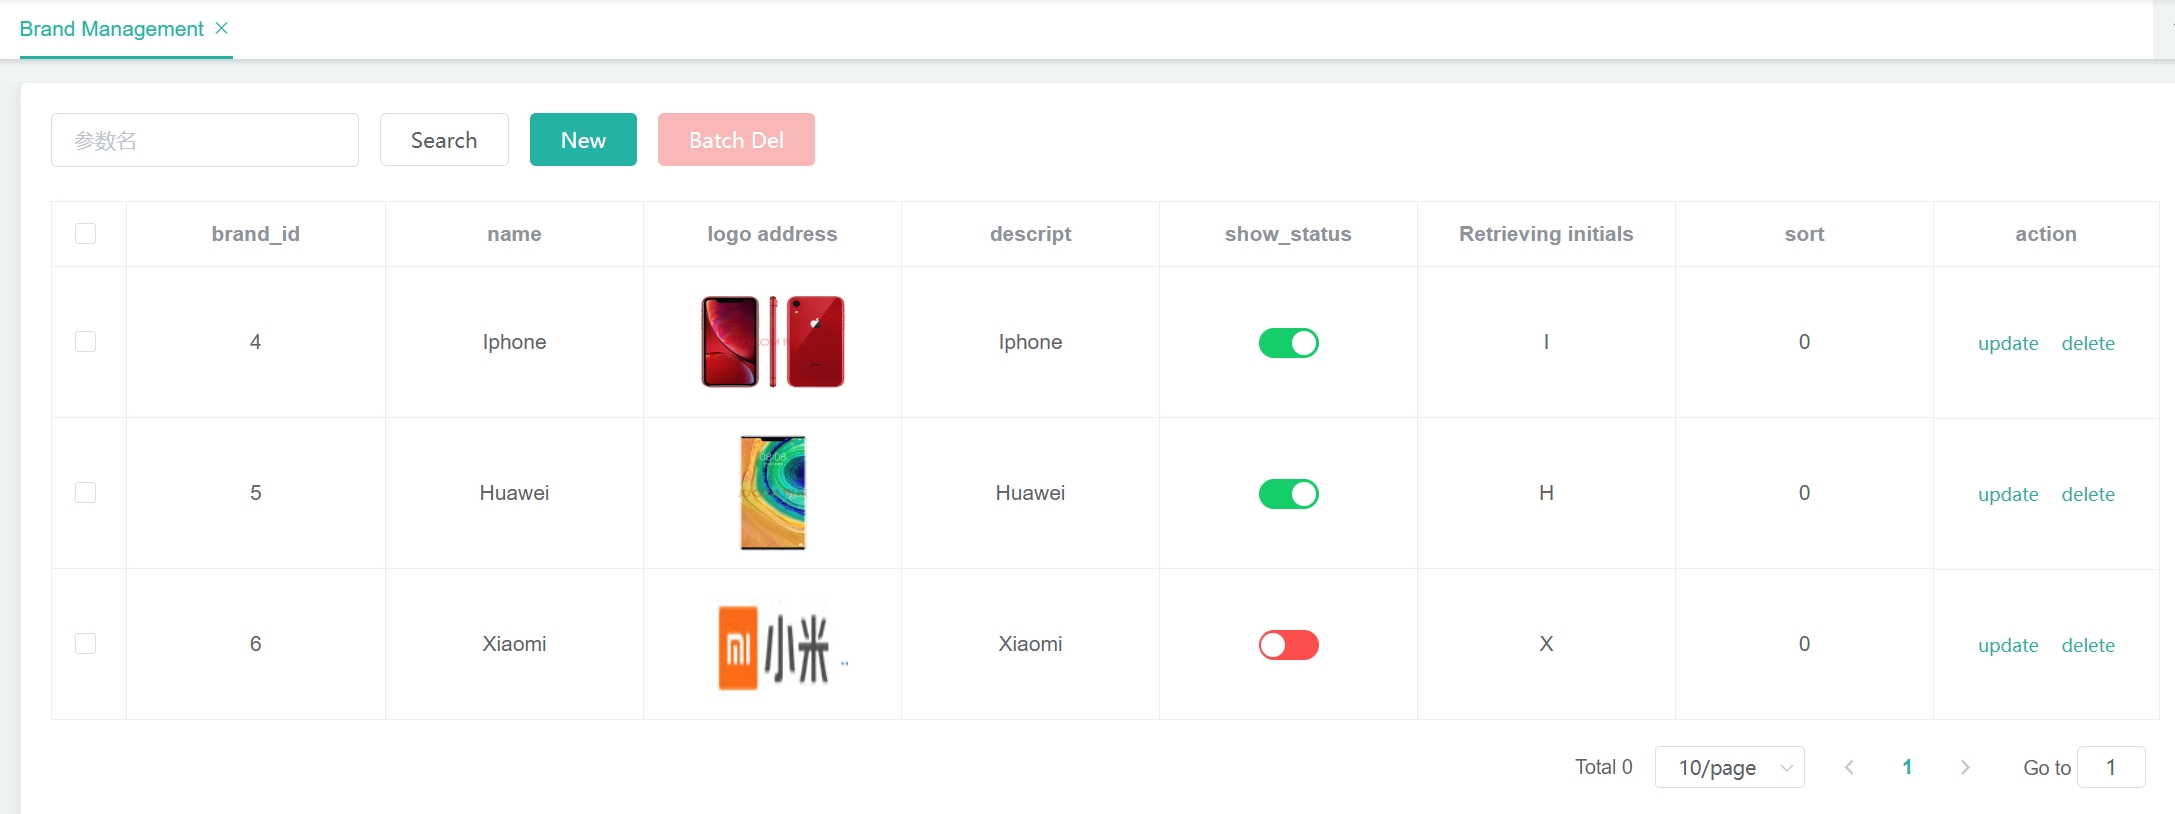 Brand Management
参数名 Search New Batch Del
brand_id name logo address descript show_status Retrieving initials sort action
4 Iphone Iphone I 0 update delete
5 08:08 Huawei Huawei H 0 update delete
6 Xiaomi 小米 Xiaomi X 0 update delete
Total 0 10/page 1 Go to 1